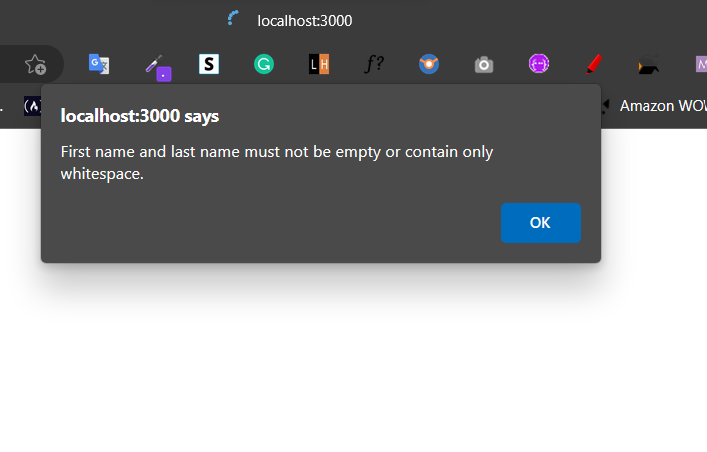 localhost:3000
S
G
LH
f?
M
Amazon WOW
localhost:3000 says
First name and last name must not be empty or contain only
whitespace.
OK